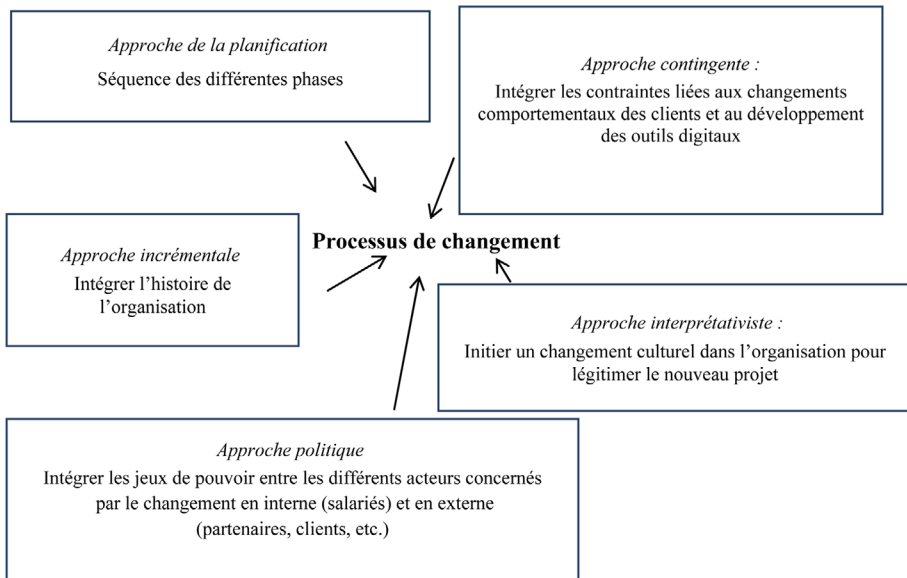 Approche de la planification
Séquence des différentes phases
Approche contingente :
Intégrer les contraintes liées aux changements
comportementaux des clients et au développement
des outils digitaux
Processus de changement
Approche incrémentale
Intégrer l’histoire de
l’organisation
Approche interprétativiste :
Initier un changement culturel dans l’organisation pour
légitimer le nouveau projet
Approche politique
Intégrer les jeux de pouvoir entre les différents acteurs concernés
par le changement en interne (salariés) et en externe
(partenaires, clients, etc.)